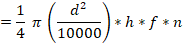 = 1/4 π (d²/10000) * h * f * n